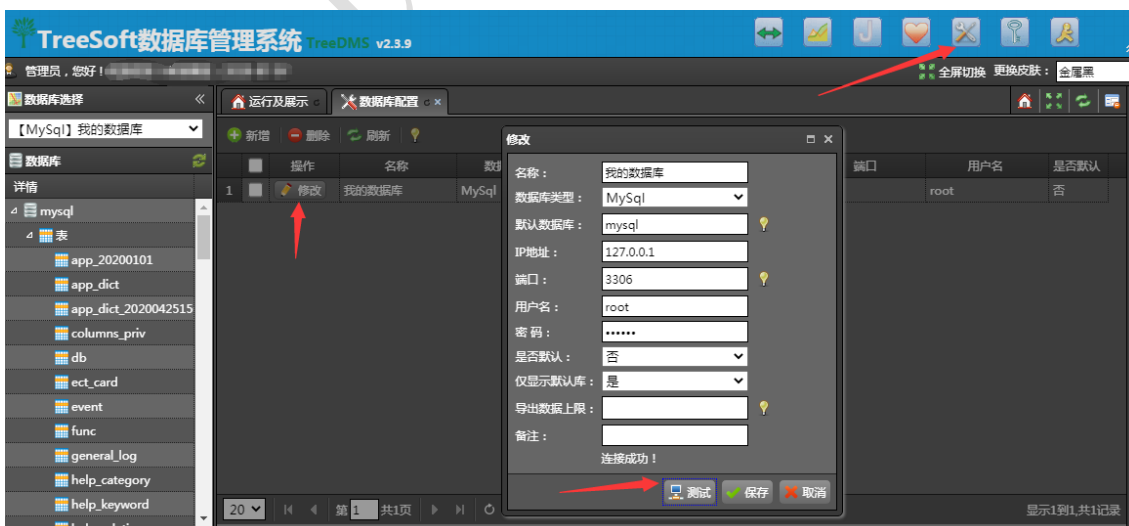 TreeSoft数据库管理系统 TreeDMS v2.3.9
管理员，您好！
全屏切换 更换皮肤： 金属黑
数据库选择
运行及展示 数据库配置
【MySql】我的数据库
新增 删除 刷新
数据库
操作 名称 端口 用户名 是否默认
详情
1 修改 我的数据库 MySql root 否
mysql
表
app_20200101
app_dict
app_dict_2020042515
columns_priv
db
ect_card
event
func
general_log
help_category
help_keyword
修改
名称： 我的数据库
数据库类型： MySql
默认数据库： mysql
IP地址： 127.0.0.1
端口： 3306
用户名： root
密 码： ••••••
是否默认： 否
仅显示默认库： 是
导出数据上限：
备注：
连接成功！
测试 保存 取消
20 第 1 共1页
显示1到1,共1记录